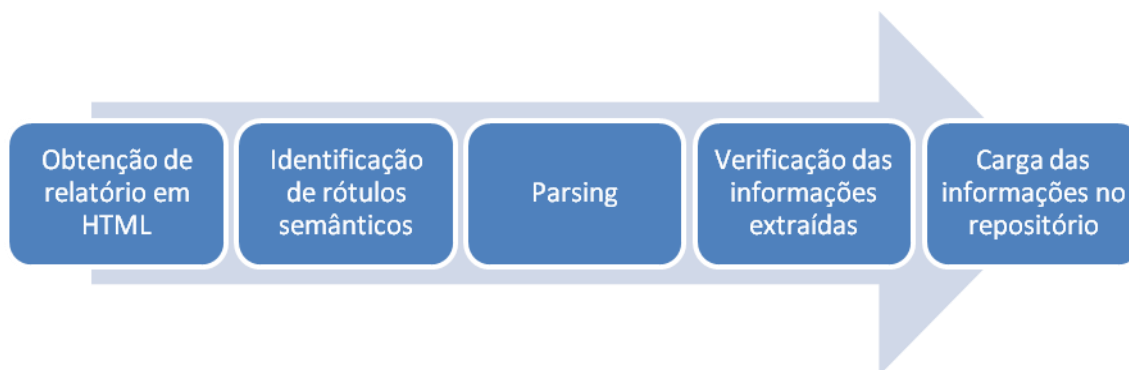 Obtenção de
relatório em
HTML
Identificação
de rótulos
semânticos
Parsing
Verificação das
informações
extraídas
Carga das
informações no
repositório